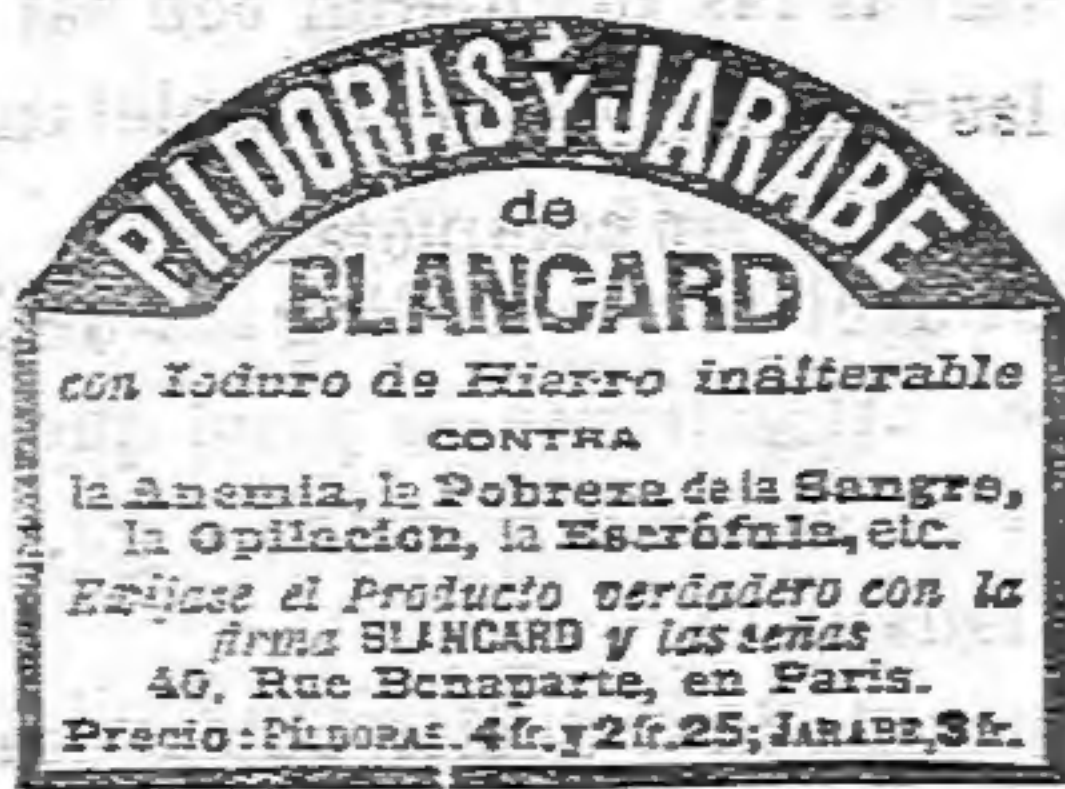 PILDORAS Y JARABE
de
BLANCARD
con Ioduro de Hierro inalterable
CONTRA
la Anemia, la Pobreza de la Sangre,
la Opilacion, la Escrófula, etc.
Exíjase el Producto verdadero con la
firma BLANCARD y las señas
40, Rue Bonaparte, en Paris.
Precio: PÍLDORAS, 4 fr. y 2 fr. 25; JARABE, 3 fr.